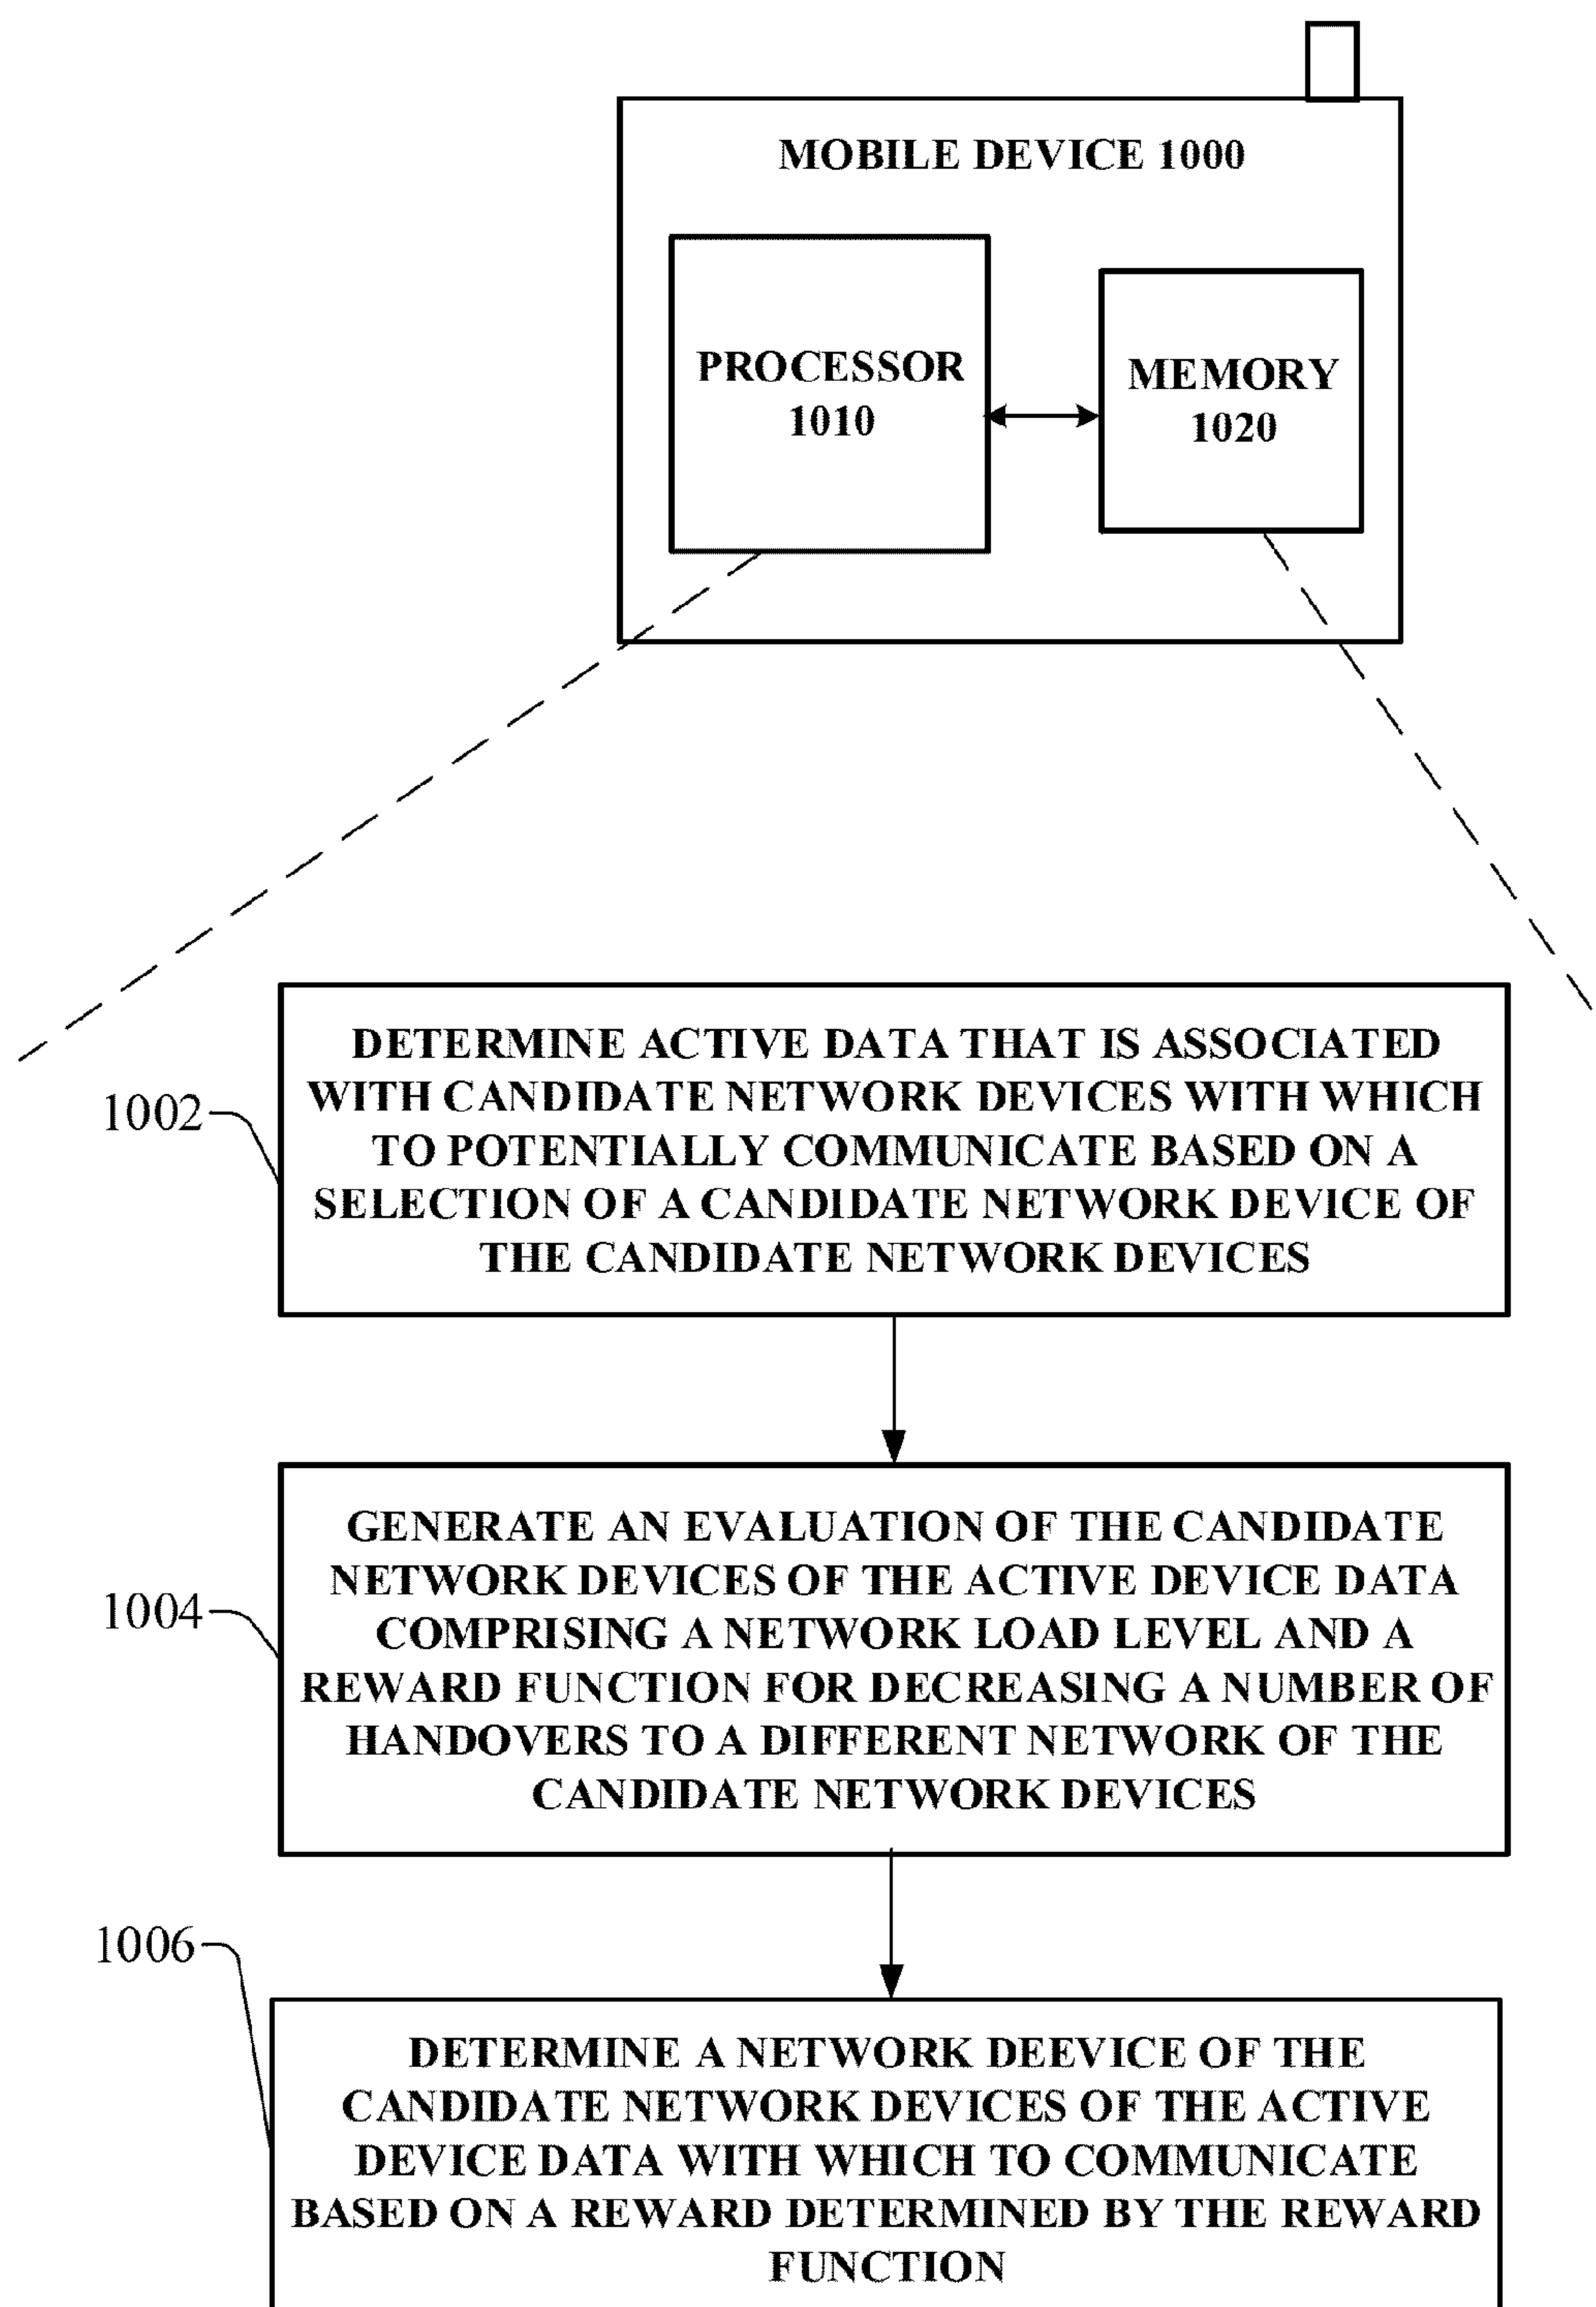 MOBILE DEVICE 1000
PROCESSOR
1010
MEMORY
1020
1002
DETERMINE ACTIVE DATA THAT IS ASSOCIATED
WITH CANDIDATE NETWORK DEVICES WITH WHICH
TO POTENTIALLY COMMUNICATE BASED ON A
SELECTION OF A CANDIDATE NETWORK DEVICE OF
THE CANDIDATE NETWORK DEVICES
1004
GENERATE AN EVALUATION OF THE CANDIDATE
NETWORK DEVICES OF THE ACTIVE DEVICE DATA
COMPRISING A NETWORK LOAD LEVEL AND A
REWARD FUNCTION FOR DECREASING A NUMBER OF
HANDOVERS TO A DIFFERENT NETWORK OF THE
CANDIDATE NETWORK DEVICES
1006
DETERMINE A NETWORK DEEVICE OF THE
CANDIDATE NETWORK DEVICES OF THE ACTIVE
DEVICE DATA WITH WHICH TO COMMUNICATE
BASED ON A REWARD DETERMINED BY THE REWARD
FUNCTION